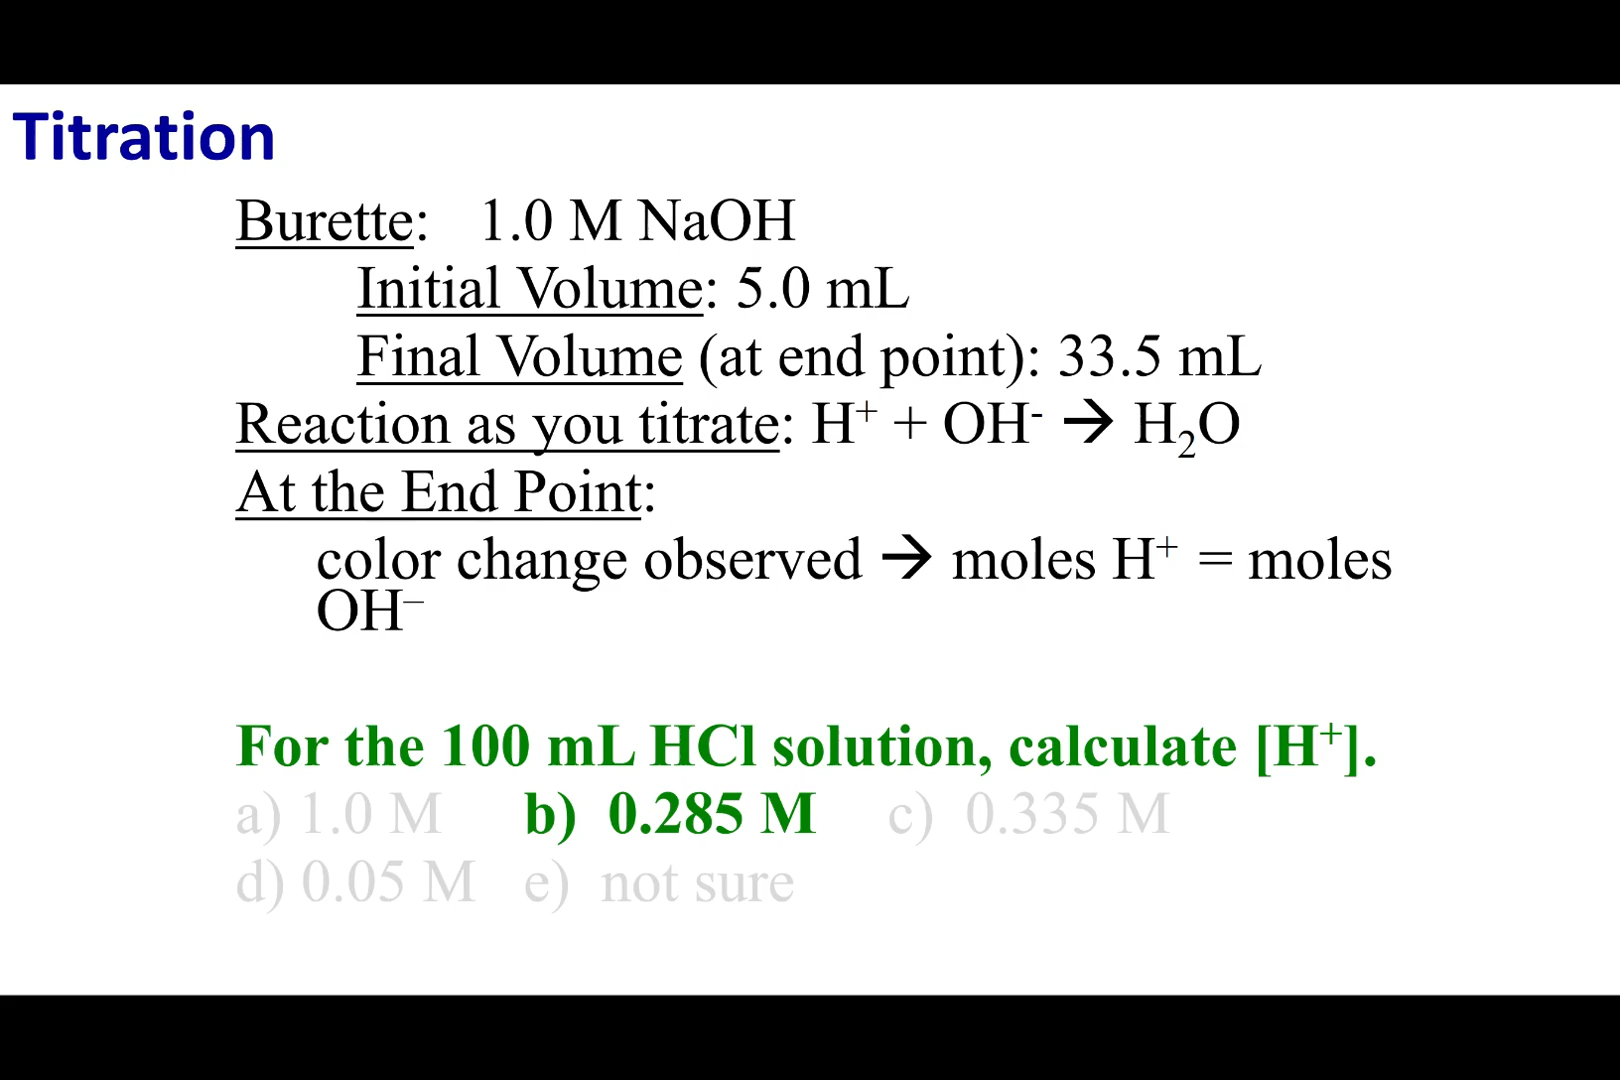 Titration
Burette: 1.0 M NaOH
Initial Volume: 5.0 mL
Final Volume (at end point): 33.5 mL
Reaction as you titrate: H⁺ + OH⁻ → H₂O
At the End Point:
color change observed → moles H⁺ = moles
OH⁻
For the 100 mL HCl solution, calculate [H⁺].
a) 1.0 M b) 0.285 M c) 0.335 M
d) 0.05 M e) not sure